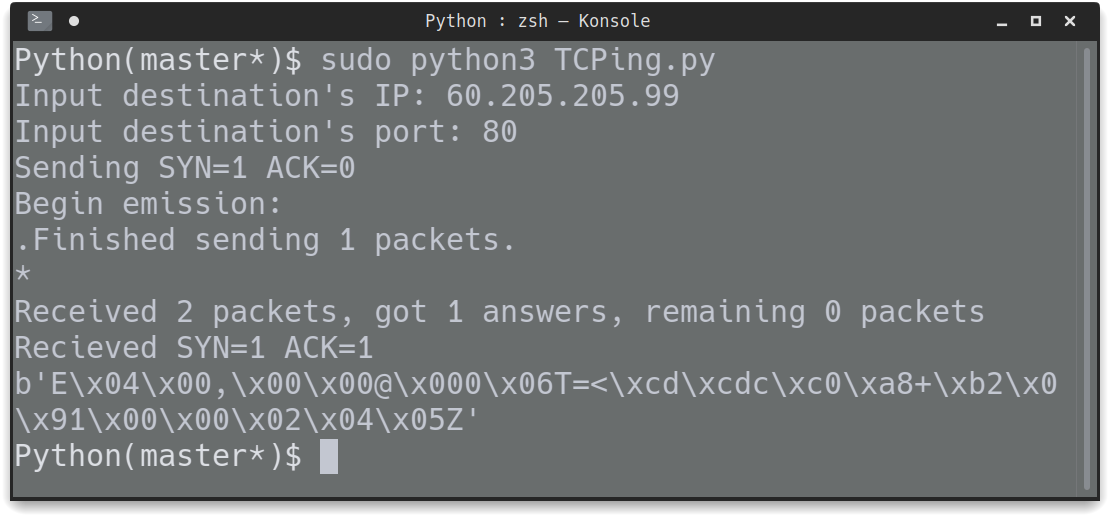 Python : zsh — Konsole
Python(master*)$ sudo python3 TCPing.py
Input destination's IP: 60.205.205.99
Input destination's port: 80
Sending SYN=1 ACK=0
Begin emission:
.Finished sending 1 packets.
*
Received 2 packets, got 1 answers, remaining 0 packets
Recieved SYN=1 ACK=1
b'E\x04\x00,\x00\x00@\x000\x06T=<\xcd\xcdc\xc0\xa8+\xb2\x0
\x91\x00\x00\x02\x04\x05Z'
Python(master*)$